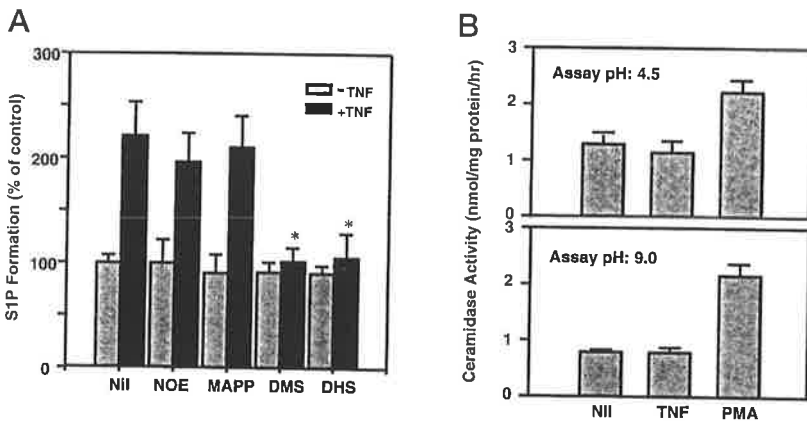 A
S1P Formation (% of control)
300
200
100
0
-TNF
+TNF
*
*
Nil
NOE
MAPP
DMS
DHS
B
Ceramidase Activity (nmol/mg protein/hr)
3
2
1
0
Assay pH: 4.5
3
2
1
0
Assay pH: 9.0
Nil
TNF
PMA